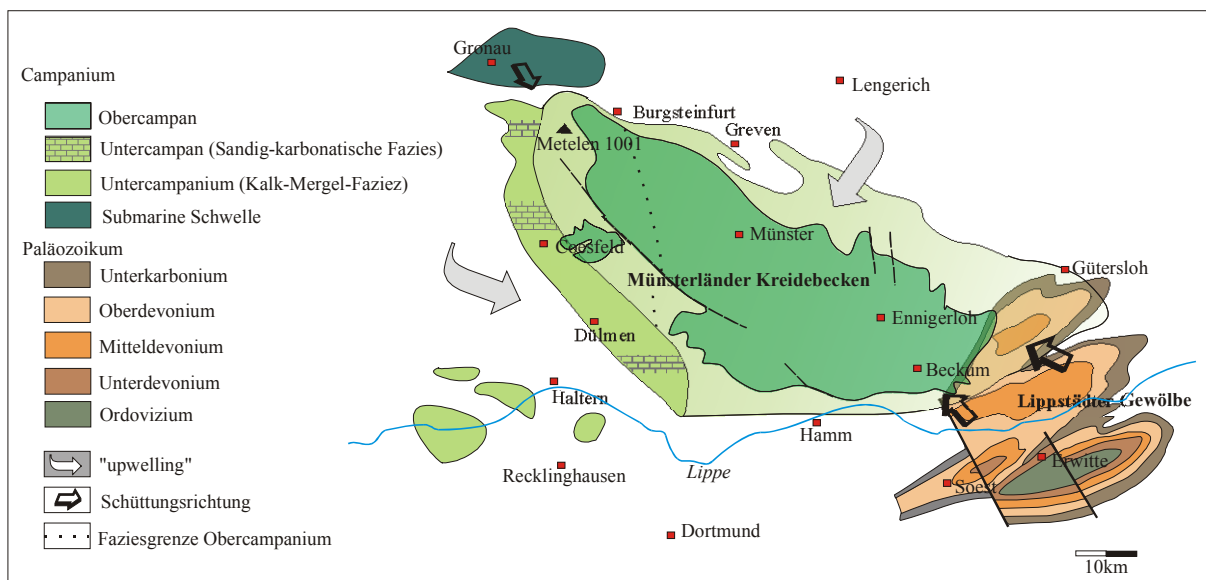 Campanium
Obercampan
Untercampan (Sandig-karbonatische Fazies)
Untercampanium (Kalk-Mergel-Faziez)
Submarine Schwelle
Paläozoikum
Unterkarbonium
Oberdevonium
Mitteldevonium
Unterdevonium
Ordovizium
"upwelling"
Schüttungsrichtung
Faziesgrenze Obercampanium
Gronau
Lengerich
Burgsteinfurt
Greven
Metelen 1001
Münster
Coesfeld
Gütersloh
Münsterländer Kreidebecken
Ennigerloh
Dülmen
Beckum
Haltern
Lippstädter Gewölbe
Hamm
Erwitte
Lippe
Recklinghausen
Soest
Dortmund
10km